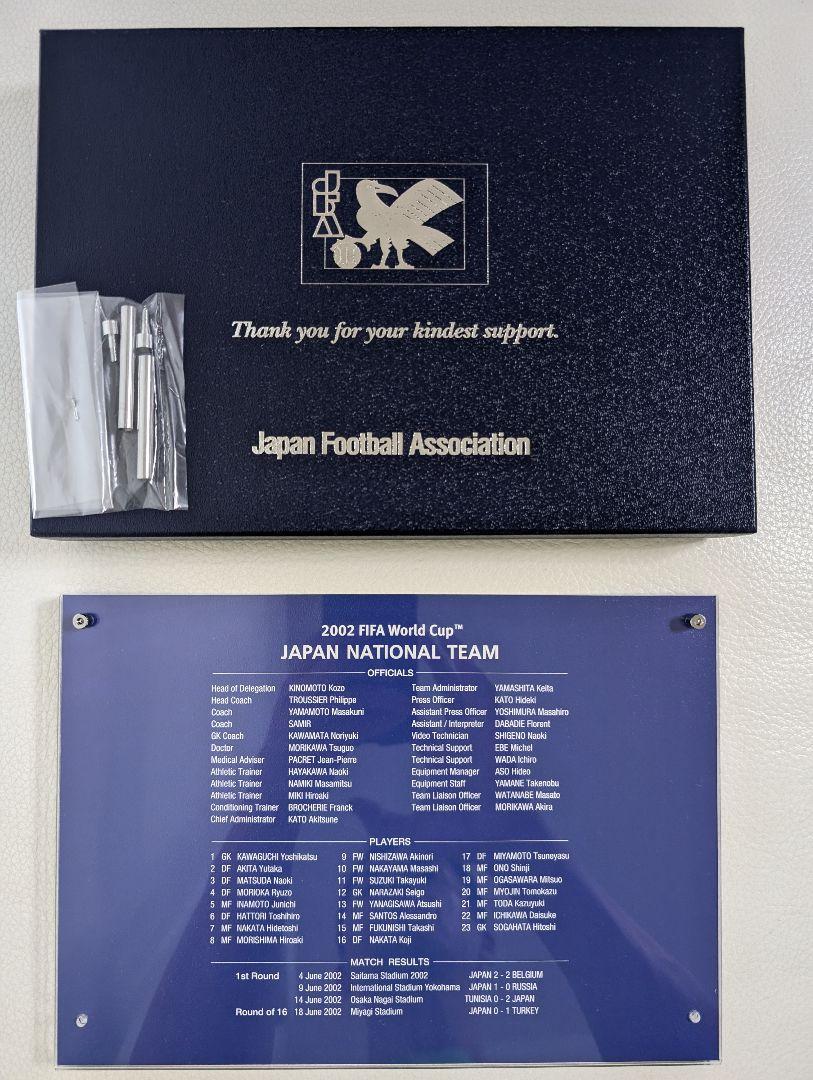 JFA
Thank you for your kindest support.
Japan Football Association
2002 FIFA World Cup™
JAPAN NATIONAL TEAM
OFFICIALS
Head of Delegation KINOMOTO Kozo Team Administrator YAMASHITA Keita
Head Coach TROUSSIER Philippe Press Officer KATO Hideki
Coach YAMAMOTO Masakuni Assistant Press Officer YOSHIMURA Masahiro
Coach SAMIR Assistant / Interpreter DABADIE Florent
GK Coach KAWAMATA Noriyuki Video Technician SHIGENO Naoki
Doctor MORIKAWA Tsuguo Technical Support EBE Michel
Medical Adviser PACRET Jean-Pierre Technical Support WADA Ichiro
Athletic Trainer HAYAKAWA Naoki Equipment Manager ASO Hideo
Athletic Trainer NAMIKI Masamitsu Equipment Staff YAMANE Takenobu
Athletic Trainer MIKI Hiroaki Team Liaison Officer WATANABE Masato
Conditioning Trainer BROCHERIE Franck Team Liaison Officer MORIKAWA Akira
Chief Administrator KATO Akitsune
PLAYERS
1 GK KAWAGUCHI Yoshikatsu 9 FW NISHIZAWA Akinori 17 DF MIYAMOTO Tsuneyasu
2 DF AKITA Yutaka 10 FW NAKAYAMA Masashi 18 MF ONO Shinji
3 DF MATSUDA Naoki 11 FW SUZUKI Takayuki 19 MF OGASAWARA Mitsuo
4 DF MORIOKA Ryuzo 12 GK NARAZAKI Seigo 20 MF MYOJIN Tomokazu
5 MF INAMOTO Junichi 13 FW YANAGISAWA Atsushi 21 MF TODA Kazuyuki
6 DF HATTORI Toshihiro 14 MF SANTOS Alessandro 22 MF ICHIKAWA Daisuke
7 MF NAKATA Hidetoshi 15 MF FUKUNISHI Takashi 23 GK SOGAHATA Hitoshi
8 MF MORISHIMA Hiroaki 16 DF NAKATA Koji
MATCH RESULTS
1st Round 4 June 2002 Saitama Stadium 2002 JAPAN 2 - 2 BELGIUM
9 June 2002 International Stadium Yokohama JAPAN 1 - 0 RUSSIA
14 June 2002 Osaka Nagai Stadium TUNISIA 0 - 2 JAPAN
Round of 16 18 June 2002 Miyagi Stadium JAPAN 0 - 1 TURKEY